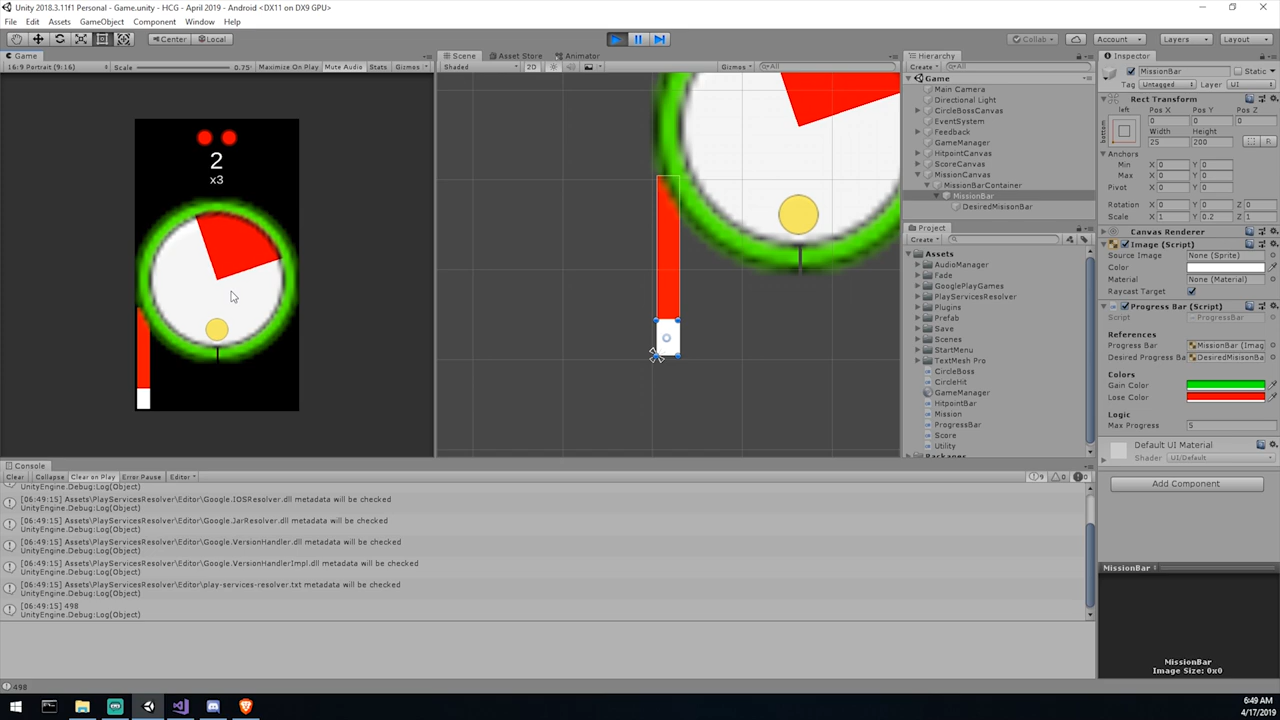 Unity 2018.3.11f1 Personal - Game.unity - HCG - April 2019 - Android <DX11 on DX9 GPU>
File Edit Assets GameObject Component Window Help
Center Local Collab Account Layers Layout
Game Scene Asset Store Animator Hierarchy Inspector
16:9 Portrait (9:16) Scale 0.75 Maximize On Play Mute Audio Stats Gizmos
Shaded 2D Gizmos All
Create All
Game
Main Camera
Directional Light
CircleBossCanvas
EventSystem
Feedback
GameManager
HitpointCanvas
ScoreCanvas
MissionCanvas
MissionBarContainer
MissionBar
DesiredMisisonBar
Project
Create
Assets
AudioManager
Fade
GooglePlayGames
PlayServicesResolver
Plugins
Prefab
Save
Scenes
StartMenu
TextMesh Pro
CircleBoss
CircleHit
GameManager
HitpointBar
Mission
ProgressBar
Score
Utility
Packages
MissionBar Static
Tag Untagged Layer UI
Rect Transform
left Pos X Pos Y Pos Z
0 0 0
bottom Width Height
25 200 R
Anchors
Min X 0 Y 0
Max X 0 Y 0
Pivot X 0 Y 0
Rotation X 0 Y 0 Z 0
Scale X 1 Y 0.2 Z 1
Canvas Renderer
Image (Script)
Source Image None (Sprite)
Color
Material None (Material)
Raycast Target
Progress Bar (Script)
Script ProgressBar
References
Progress Bar MissionBar (Imag
Desired Progress Ba DesiredMisisonBa
Colors
Gain Color
Lose Color
Logic
Max Progress 5
Default UI Material
Shader UI/Default
Add Component
MissionBar
MissionBar
Image Size: 0x0
2
x3
Console
Clear Collapse Clear on Play Error Pause Editor 9 0 0
UnityEngine.Debug:Log(Object)
[06:49:15] Assets\PlayServicesResolver\Editor\Google.IOSResolver.dll metadata will be checked
UnityEngine.Debug:Log(Object)
[06:49:15] Assets\PlayServicesResolver\Editor\Google.JarResolver.dll metadata will be checked
UnityEngine.Debug:Log(Object)
[06:49:15] Assets\PlayServicesResolver\Editor\Google.VersionHandler.dll metadata will be checked
UnityEngine.Debug:Log(Object)
[06:49:15] Assets\PlayServicesResolver\Editor\Google.VersionHandlerImpl.dll metadata will be checked
UnityEngine.Debug:Log(Object)
[06:49:15] Assets\PlayServicesResolver\Editor\play-services-resolver.txt metadata will be checked
UnityEngine.Debug:Log(Object)
[06:49:15] 498
UnityEngine.Debug:Log(Object)
498
6:49 AM
4/17/2019